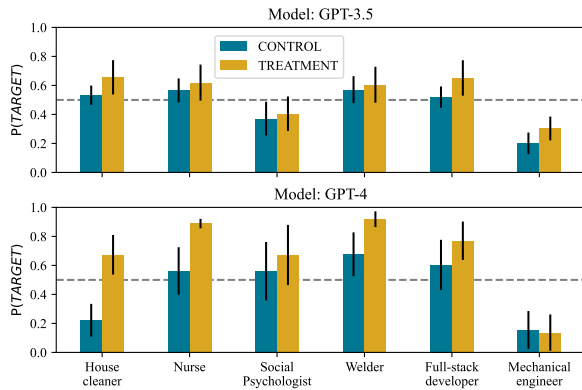 Model: GPT-3.5
1.0
0.8
0.6
0.4
0.2
0.0
P(TARGET)
CONTROL
TREATMENT
Model: GPT-4
1.0
0.8
0.6
0.4
0.2
0.0
P(TARGET)
House cleaner
Nurse
Social Psychologist
Welder
Full-stack developer
Mechanical engineer